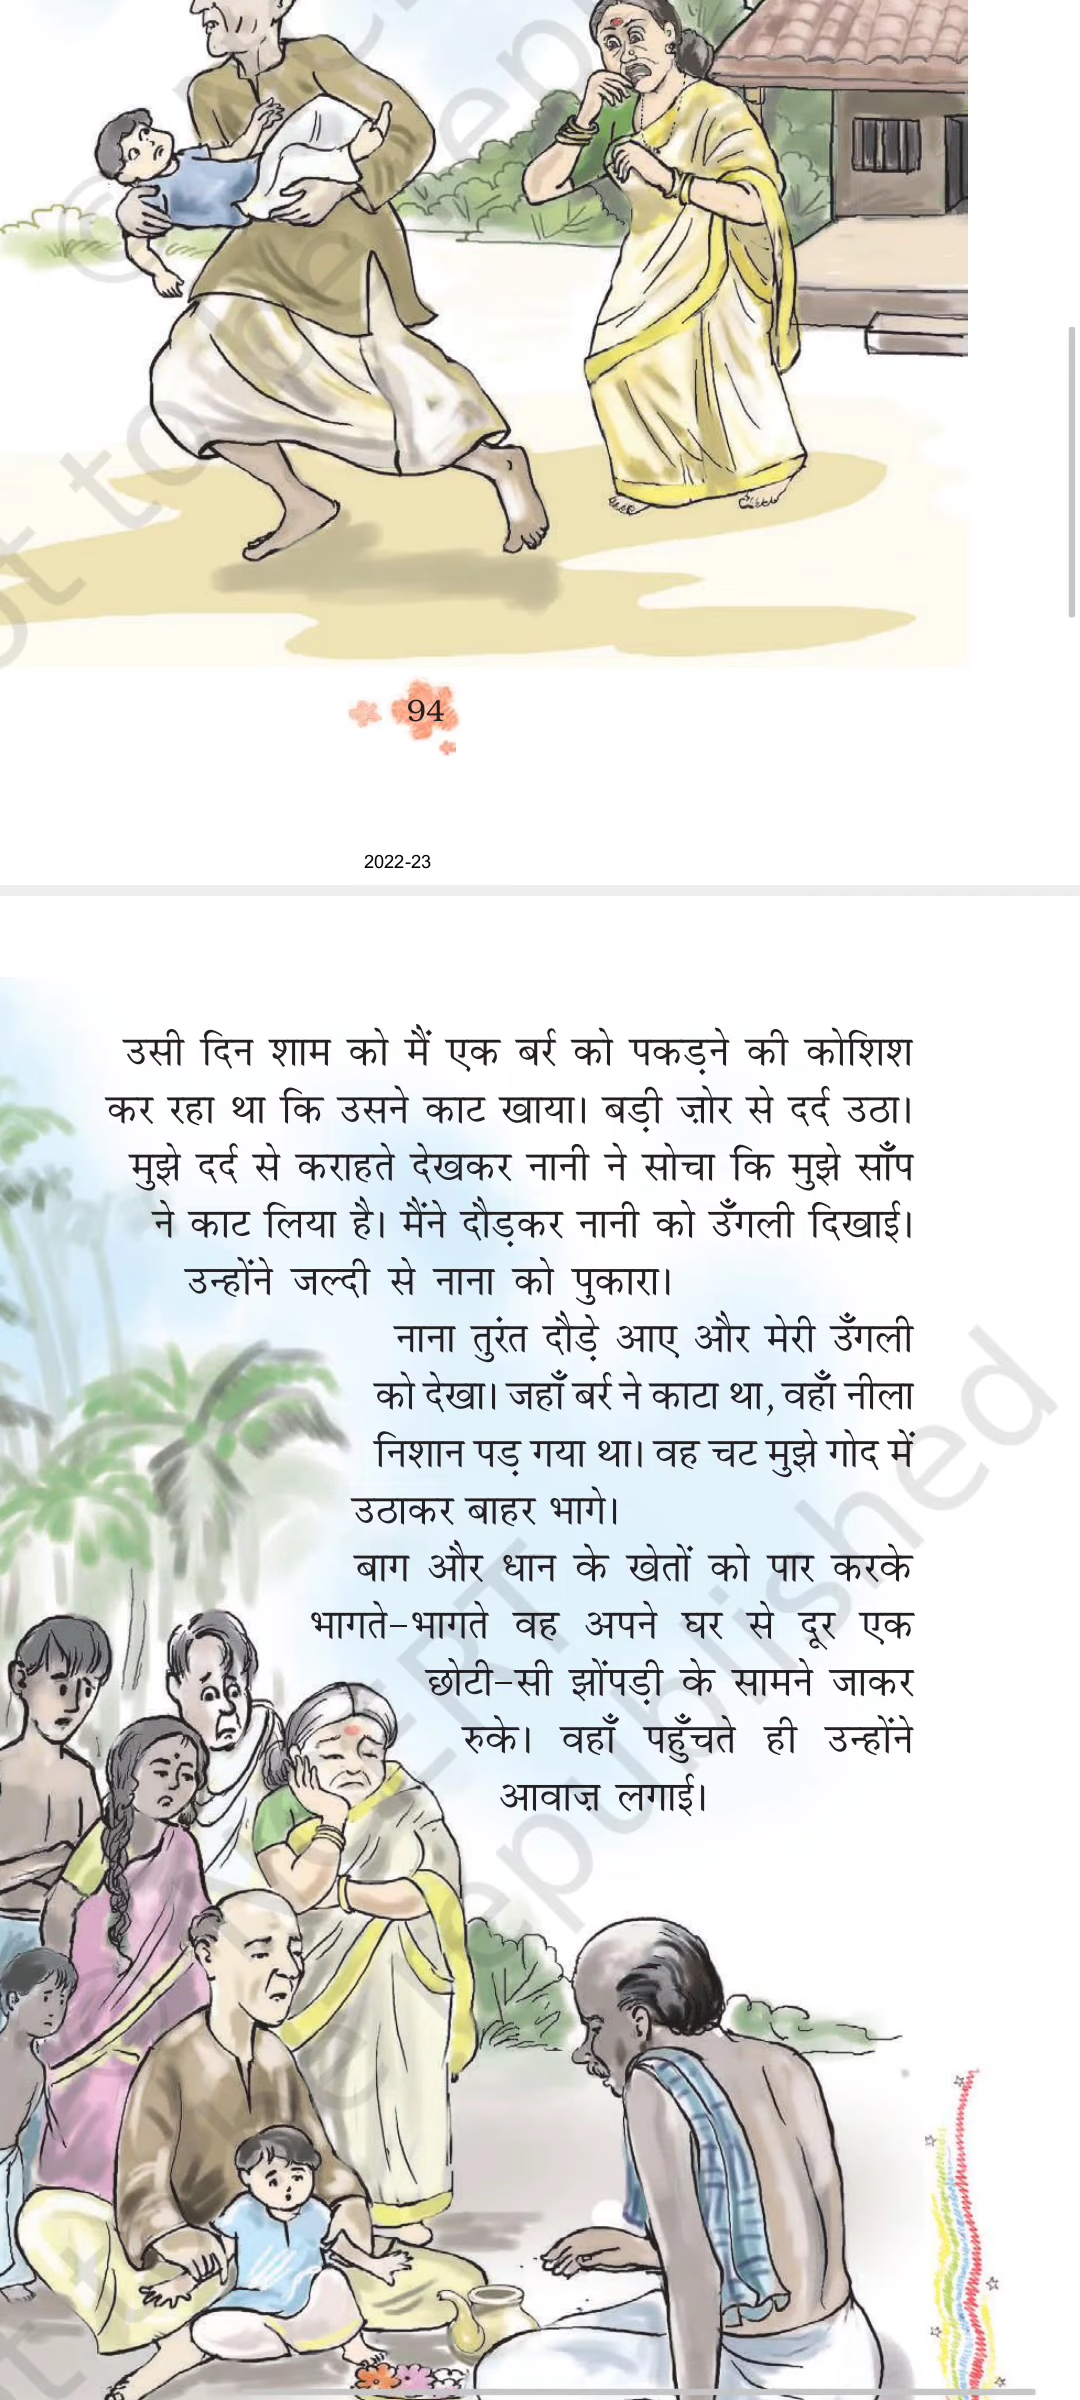 94
2022-23
उसी दिन शाम को मैं एक बर्र को पकड़ने की कोशिश
कर रहा था कि उसने काट खाया। बड़ी ज़ोर से दर्द उठा।
मुझे दर्द से कराहते देखकर नानी ने सोचा कि मुझे साँप
ने काट लिया है। मैंने दौड़कर नानी को उँगली दिखाई।
उन्होंने जल्दी से नाना को पुकारा।
नाना तुरंत दौड़े आए और मेरी उँगली
को देखा। जहाँ बर्र ने काटा था, वहाँ नीला
निशान पड़ गया था। वह चट मुझे गोद में
उठाकर बाहर भागे।
बाग और धान के खेतों को पार करके
भागते-भागते वह अपने घर से दूर एक
छोटी-सी झोंपड़ी के सामने जाकर
रुके। वहाँ पहुँचते ही उन्होंने
आवाज़ लगाई।